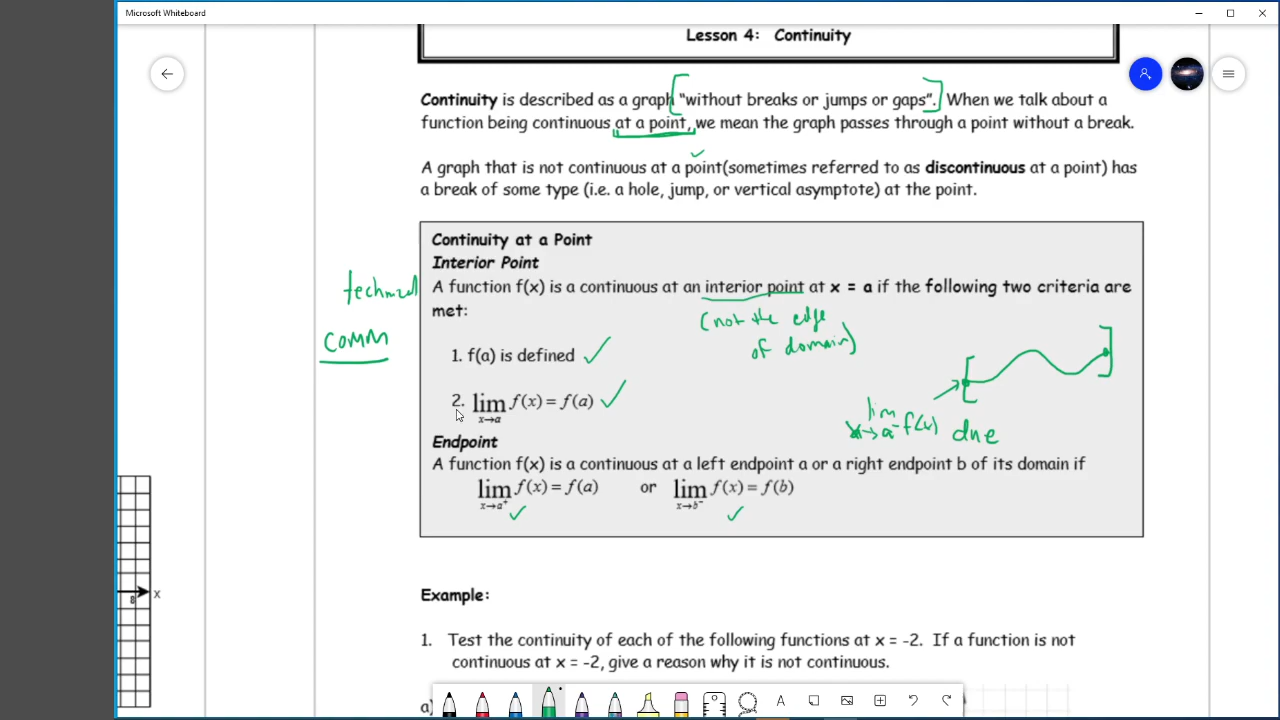 Microsoft Whiteboard
Lesson 4: Continuity
Continuity is described as a graph "without breaks or jumps or gaps". When we talk about a
function being continuous at a point, we mean the graph passes through a point without a break.
A graph that is not continuous at a point(sometimes referred to as discontinuous at a point) has
a break of some type (i.e. a hole, jump, or vertical asymptote) at the point.
Continuity at a Point
Interior Point
technical
A function f(x) is a continuous at an interior point at x = a if the following two criteria are
met:
(not the edge
of domain)
comm
1. f(a) is defined
2. lim x→a f(x) = f(a)
lim x→a⁻ f(x) dne
Endpoint
A function f(x) is a continuous at a left endpoint a or a right endpoint b of its domain if
lim x→a⁺ f(x) = f(a) or lim x→b⁻ f(x) = f(b)
8 x
Example:
1. Test the continuity of each of the following functions at x = -2. If a function is not
continuous at x = -2, give a reason why it is not continuous.
a)
A